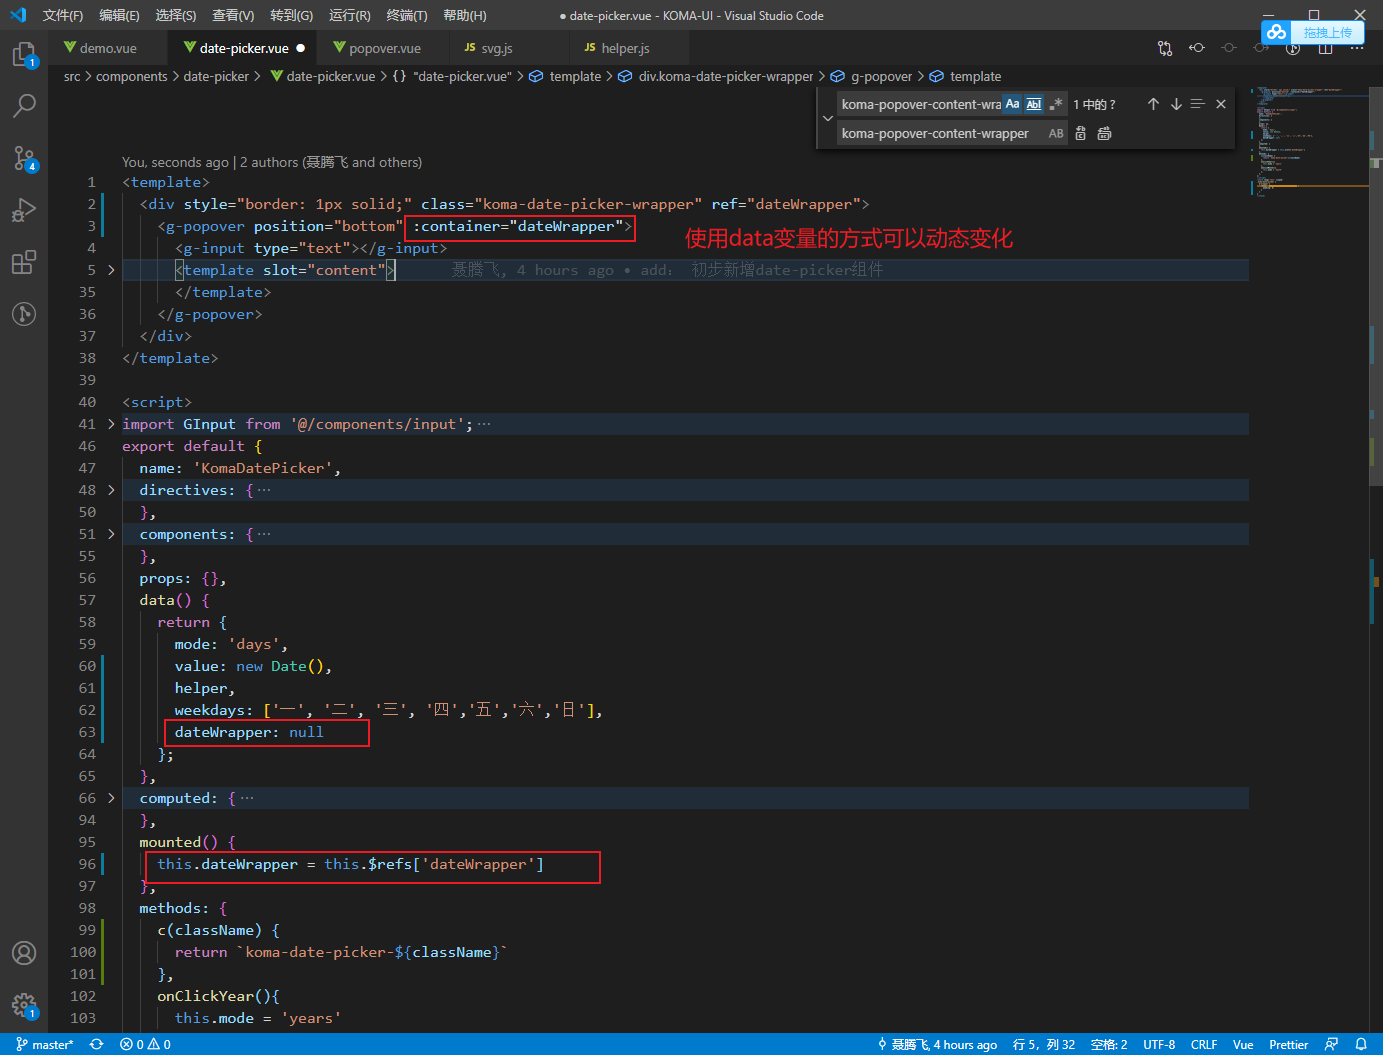 文件(F) 编辑(E) 选择(S) 查看(V) 转到(G) 运行(R) 终端(T) 帮助(H) ● date-picker.vue - KOMA-UI - Visual Studio Code
拖拽上传
demo.vue date-picker.vue ● popover.vue JS svg.js JS helper.js
src > components > date-picker > date-picker.vue > {} "date-picker.vue" > template > div.koma-date-picker-wrapper > g-popover > template
koma-popover-content-wra Aa Abl .* 1 中的 ?
koma-popover-content-wrapper AB
You, seconds ago | 2 authors (聂腾飞 and others)
1 <template>
2 <div style="border: 1px solid;" class="koma-date-picker-wrapper" ref="dateWrapper">
3 <g-popover position="bottom" :container="dateWrapper">
使用data变量的方式可以动态变化
4 <g-input type="text"></g-input>
5 <template slot="content"> 聂腾飞, 4 hours ago • add: 初步新增date-picker组件
35 </template>
36 </g-popover>
37 </div>
38 </template>
39
40 <script>
41 import GInput from '@/components/input'; ···
46 export default {
47 name: 'KomaDatePicker',
48 directives: { ···
50 },
51 components: { ···
55 },
56 props: {},
57 data() {
58 return {
59 mode: 'days',
60 value: new Date(),
61 helper,
62 weekdays: ['一', '二', '三', '四','五','六','日'],
63 dateWrapper: null
64 };
65 },
66 computed: { ···
94 },
95 mounted() {
96 this.dateWrapper = this.$refs['dateWrapper']
97 },
98 methods: {
99 c(className) {
100 return `koma-date-picker-${className}`
101 },
102 onClickYear(){
103 this.mode = 'years'
1
4
1
master* 0 0 聂腾飞, 4 hours ago 行 5, 列 32 空格: 2 UTF-8 CRLF Vue Prettier